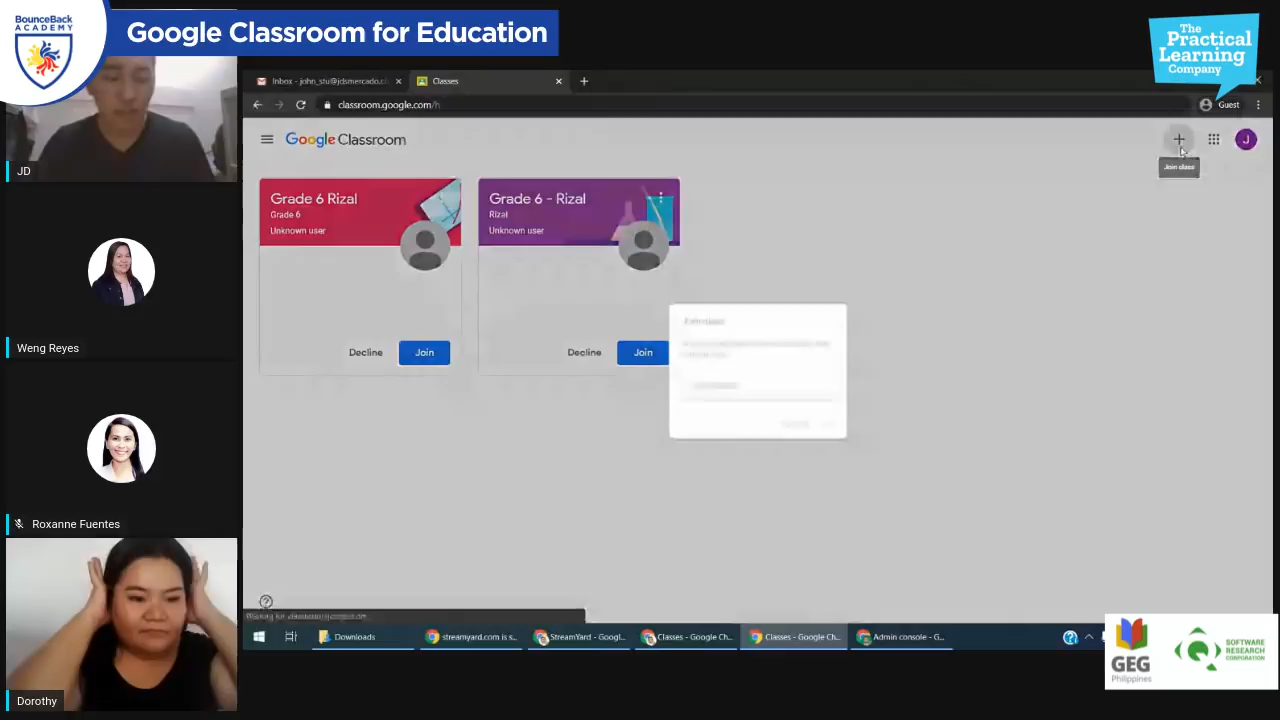 BounceBack
ACADEMY
Google Classroom for Education
The
Practical
Learning
Company
JD
Weng Reyes
Roxanne Fuentes
Dorothy
Inbox - john_stu@jdsmercado.c
Classes
classroom.google.com/h
Guest
Google Classroom
J
Join class
Grade 6 Rizal
Grade 6
Unknown user
Decline
Join
Grade 6 - Rizal
Rizal
Unknown user
Decline
Join
Downloads
streamyard.com is s...
StreamYard - Googl...
Classes - Google Ch...
Classes - Google Ch...
Admin console - G...
GEG
Philippines
SOFTWARE
RESEARCH
CORPORATION